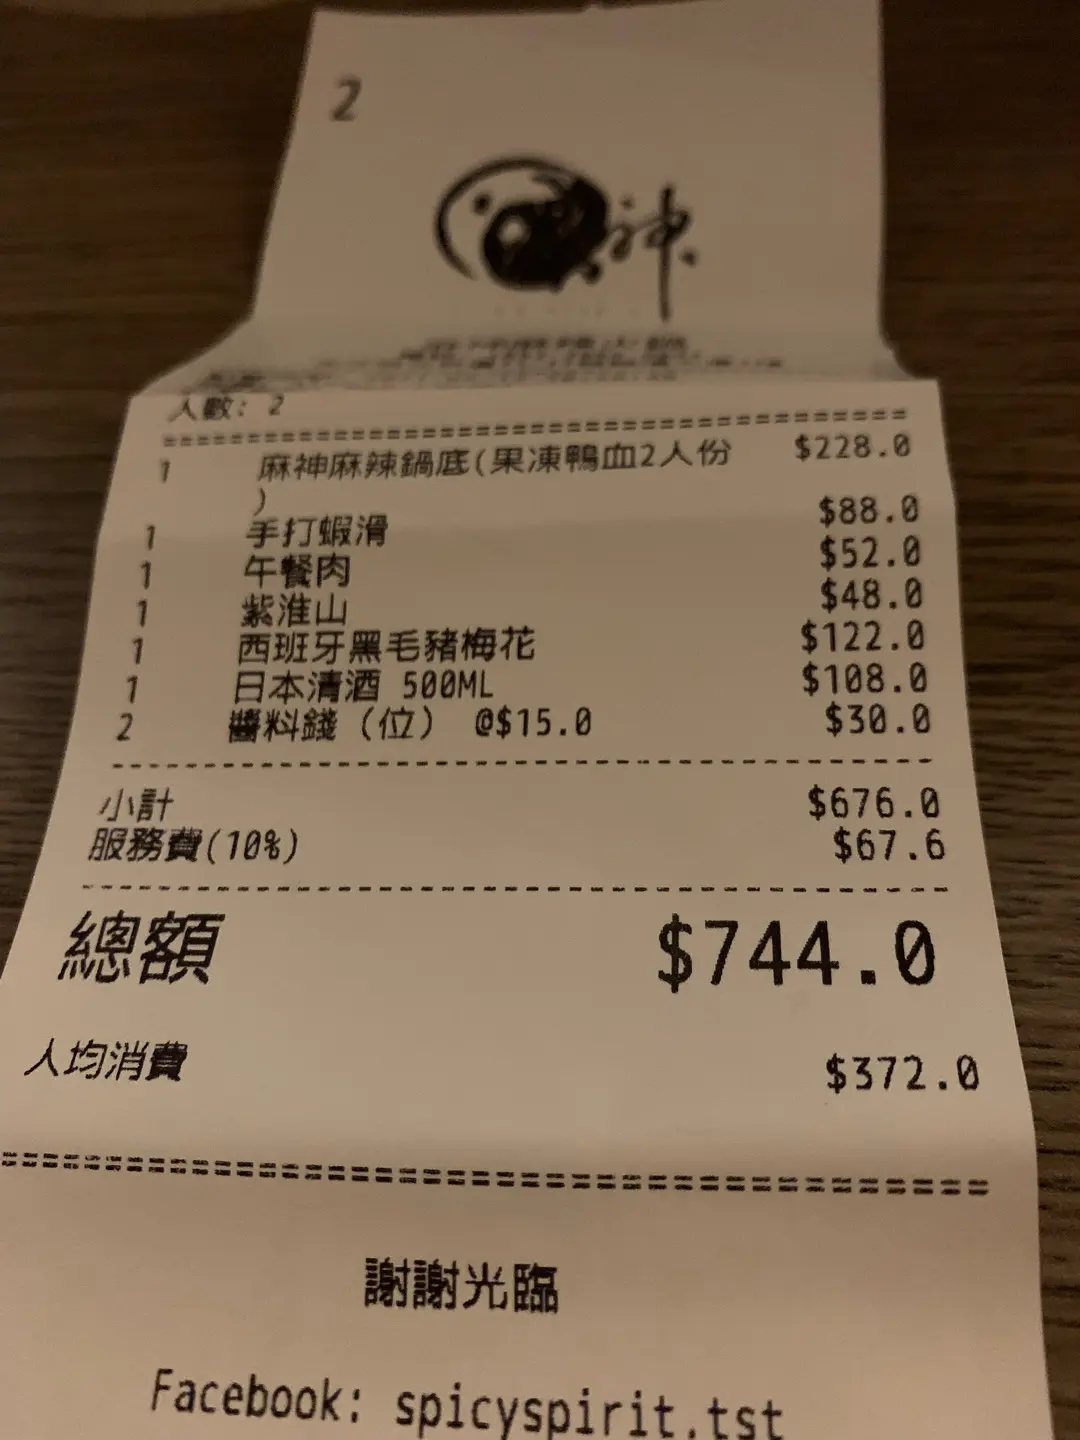 2
神
人數: 2
======================================
1 麻神麻辣鍋底(果凍鴨血2人份 $228.0
)
1 手打蝦滑 $88.0
1 午餐肉 $52.0
1 紫淮山 $48.0
1 西班牙黑毛豬梅花 $122.0
1 日本清酒 500ML $108.0
2 醬料錢 (位) @$15.0 $30.0
小計 $676.0
服務費(10%) $67.6
總額 $744.0
人均消費 $372.0
謝謝光臨
Facebook: spicyspirit.tst